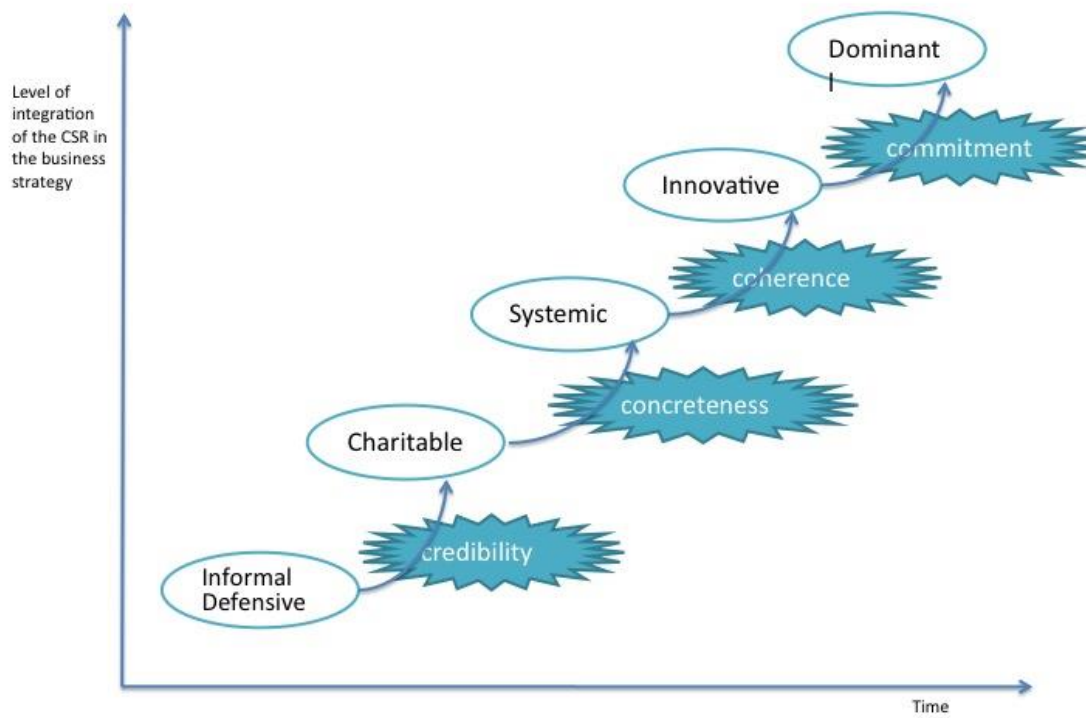 Dominant
l
Level of
integration
of the CSR in
the business
strategy
commitment
Innovative
coherence
Systemic
concreteness
Charitable
credibility
Informal
Defensive
Time